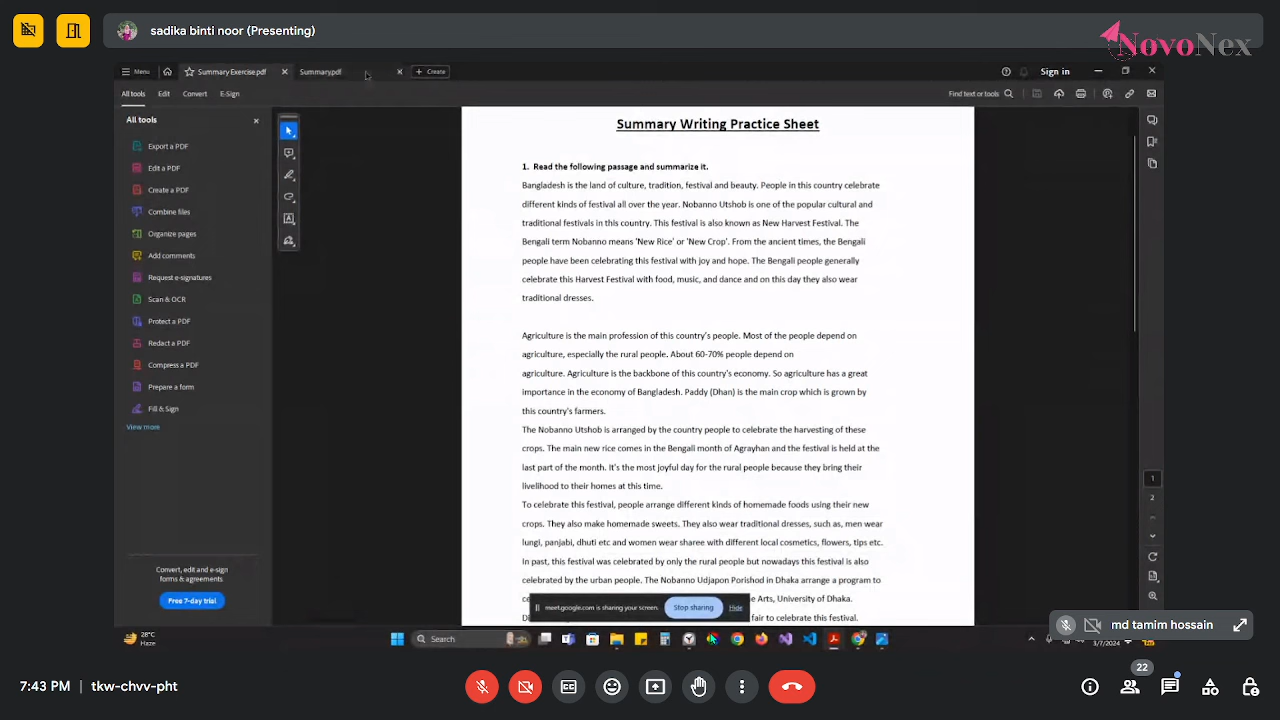 sadika binti noor (Presenting)
NovoNex
Menu
Summary Exercise.pdf
Summary.pdf
Create
Sign in
All tools
Edit
Convert
E-Sign
Find text or tools
All tools
Export a PDF
Edit a PDF
Create a PDF
Combine files
Organize pages
Add comments
Request e-signatures
Scan & OCR
Protect a PDF
Redact a PDF
Compress a PDF
Prepare a form
Fill & Sign
View more
Convert, edit and e-sign
forms & agreements
Free 7-day trial
Summary Writing Practice Sheet
1. Read the following passage and summarize it.
Bangladesh is the land of culture, tradition, festival and beauty. People in this country celebrate
different kinds of festival all over the year. Nobanno Utshob is one of the popular cultural and
traditional festivals in this country. This festival is also known as New Harvest Festival. The
Bengali term Nobanno means 'New Rice' or 'New Crop'. From the ancient times, the Bengali
people have been celebrating this festival with joy and hope. The Bengali people generally
celebrate this Harvest Festival with food, music, and dance and on this day they also wear
traditional dresses.
Agriculture is the main profession of this country's people. Most of the people depend on
agriculture, especially the rural people. About 60-70% people depend on
agriculture. Agriculture is the backbone of this country's economy. So agriculture has a great
importance in the economy of Bangladesh. Paddy (Dhan) is the main crop which is grown by
this country's farmers.
The Nobanno Utshob is arranged by the country people to celebrate the harvesting of these
crops. The main new rice comes in the Bengali month of Agrayhan and the festival is held at the
last part of the month. It's the most joyful day for the rural people because they bring their
livelihood to their homes at this time.
To celebrate this festival, people arrange different kinds of homemade foods using their new
crops. They also make homemade sweets. They also wear traditional dresses, such as, men wear
lungi, panjabi, dhuti etc and women wear sharee with different local cosmetics, flowers, tips etc.
In past, this festival was celebrated by only the rural people but nowadays this festival is also
celebrated by the urban people. The Nobanno Udjapon Porishod in Dhaka arrange a program to
e Arts, University of Dhaka.
fair to celebrate this festival.
meet.google.com is sharing your screen.
Stop sharing
Hide
1
2
md tamim hossain
28°C
Haze
Search
3/7/2024
7:43 PM | tkw-chvv-pht
22